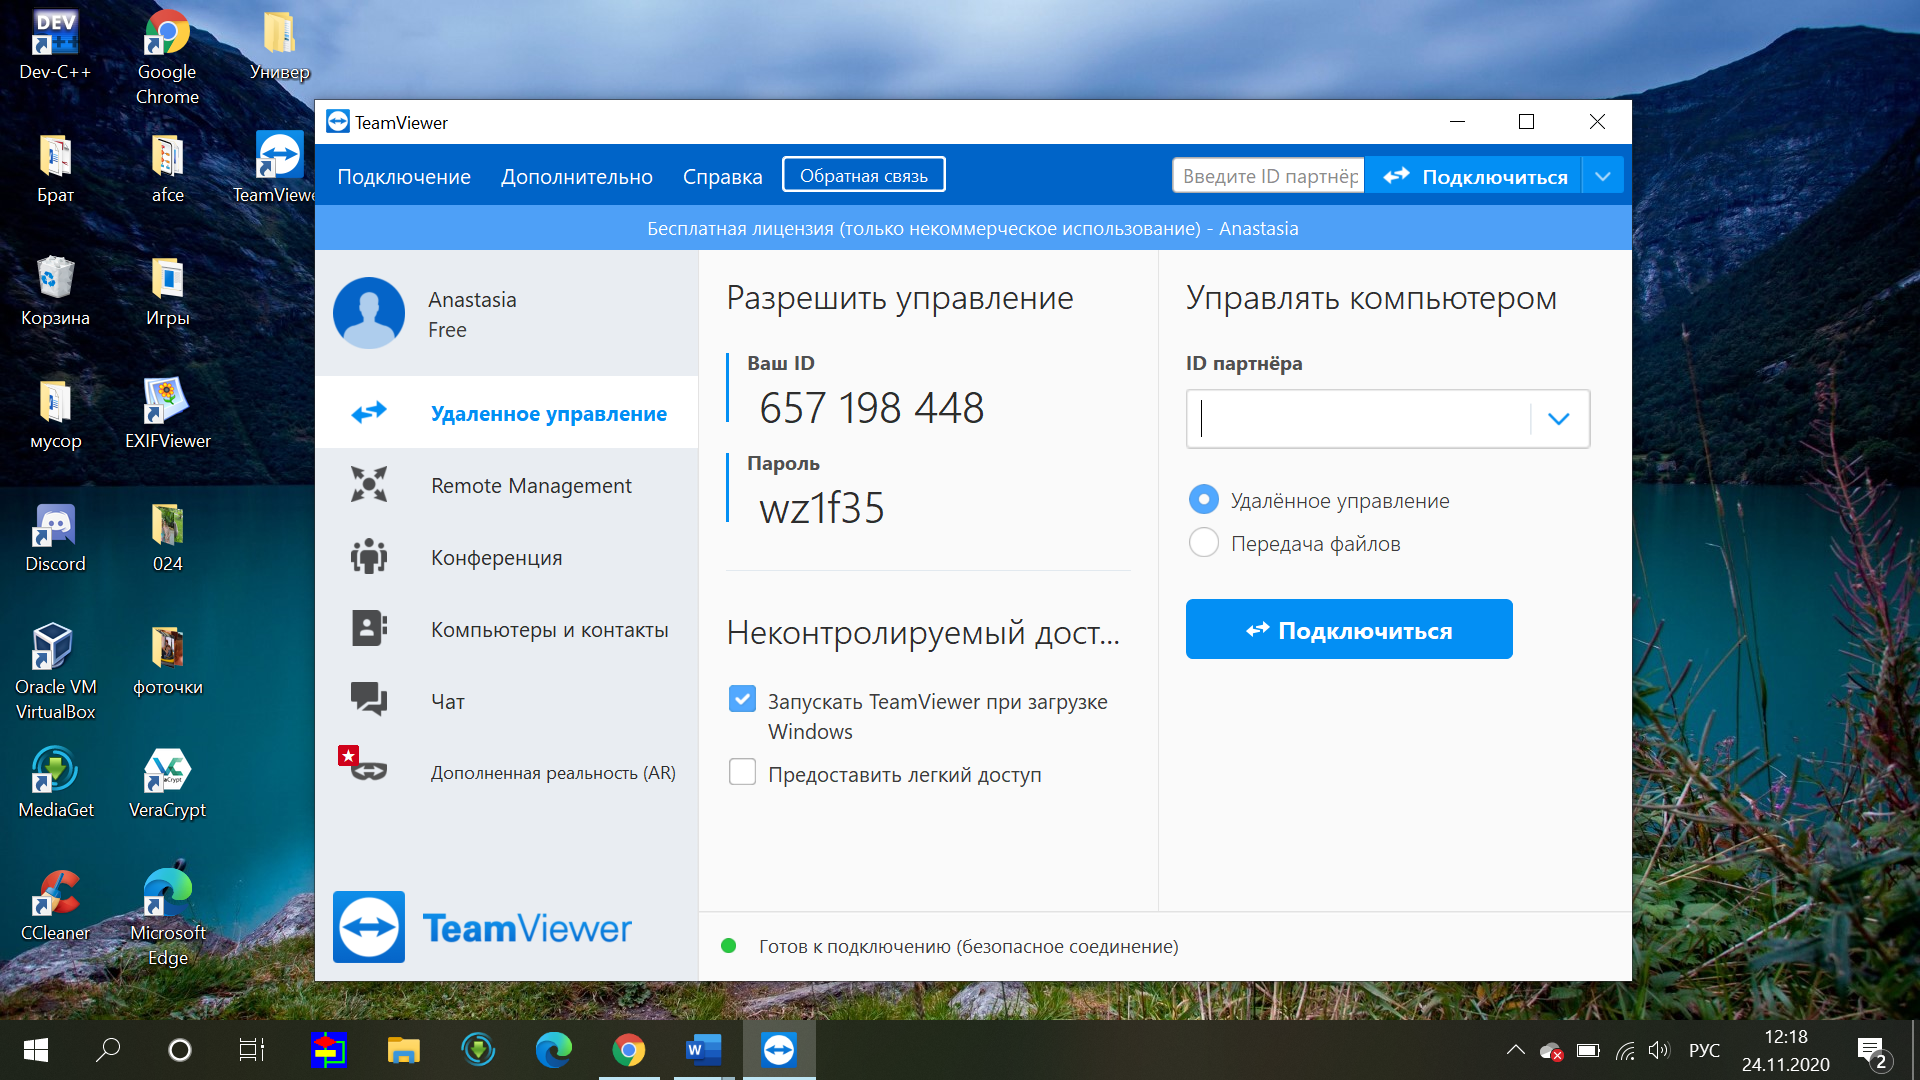 DEV
Dev-C++
Google
Chrome
Универ
Брат
afce
TeamViewe
Корзина
Игры
мусор
EXIFViewer
Discord
024
Oracle VM
VirtualBox
фоточки
MediaGet
VeraCrypt
CCleaner
Microsoft
Edge
TeamViewer
Подключение
Дополнительно
Справка
Обратная связь
Введите ID партнёр
Подключиться
Бесплатная лицензия (только некоммерческое использование) - Anastasia
Anastasia
Free
Удаленное управление
Remote Management
Конференция
Компьютеры и контакты
Чат
Дополненная реальность (AR)
TeamViewer
Разрешить управление
Ваш ID
657 198 448
Пароль
wz1f35
Неконтролируемый дост...
Запускать TeamViewer при загрузке
Windows
Предоставить легкий доступ
Управлять компьютером
ID партнёра
Удалённое управление
Передача файлов
Подключиться
Готов к подключению (безопасное соединение)
W
РУС
12:18
24.11.2020
2